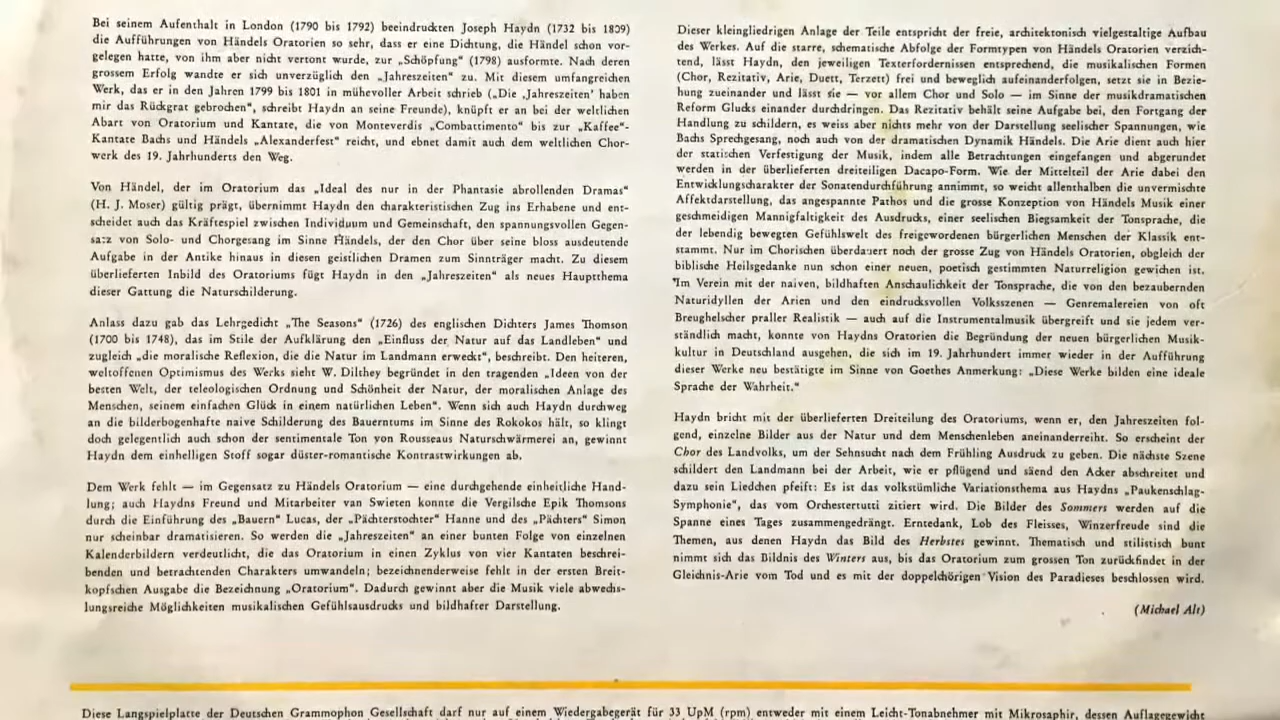 Bei seinem Aufenthalt in London (1790 bis 1792) beeindruckten Joseph Haydn (1732 bis 1809)
die Aufführungen von Händels Oratorien so sehr, dass er eine Dichtung, die Händel schon vor-
gelegen hatte, von ihm aber nicht vertont wurde, zur „Schöpfung“ (1798) ausformte. Nach deren
grossem Erfolg wandte er sich unverzüglich den „Jahreszeiten“ zu. Mit diesem umfangreichen
Werk, das er in den Jahren 1799 bis 1801 in mühevoller Arbeit schrieb („Die ‚Jahreszeiten’ haben
mir das Rückgrat gebrochen“, schreibt Haydn an seine Freunde), knüpft er an bei der weltlichen
Abart von Oratorium und Kantate, die von Monteverdis „Combattimento“ bis zur „Kaffee“-
Kantate Bachs und Händels „Alexanderfest“ reicht, und ebnet damit auch dem weltlichen Chor-
werk des 19. Jahrhunderts den Weg.
Von Händel, der im Oratorium das „Ideal des nur in der Phantasie abrollenden Dramas“
(H. J. Moser) gültig prägt, übernimmt Haydn den charakteristischen Zug ins Erhabene und ent-
scheidet auch das Kräftespiel zwischen Individuum und Gemeinschaft, den spannungsvollen Gegen-
satz von Solo- und Chorgesang im Sinne Händels, der den Chor über seine bloss ausdeutende
Aufgabe in der Antike hinaus in diesen geistlichen Dramen zum Sinnträger macht. Zu diesem
überlieferten Inbild des Oratoriums fügt Haydn in den „Jahreszeiten“ als neues Hauptthema
dieser Gattung die Naturschilderung.
Anlass dazu gab das Lehrgedicht „The Seasons“ (1726) des englischen Dichters James Thomson
(1700 bis 1748), das im Stile der Aufklärung den „Einfluss der Natur auf das Landleben“ und
zugleich „die moralische Reflexion, die die Natur im Landmann erweckt“, beschreibt. Den heiteren,
weltoffenen Optimismus des Werks sieht W. Dilthey begründet in den tragenden „Ideen von der
besten Welt, der teleologischen Ordnung und Schönheit der Natur, der moralischen Anlage des
Menschen, seinem einfachen Glück in einem natürlichen Leben“. Wenn sich auch Haydn durchweg
an die bilderbogenhafte naive Schilderung des Bauerntums im Sinne des Rokokos hält, so klingt
doch gelegentlich auch schon der sentimentale Ton von Rousseaus Naturschwärmerei an, gewinnt
Haydn dem einhelligen Stoff sogar düster-romantische Kontrastwirkungen ab.
Dem Werk fehlt — im Gegensatz zu Händels Oratorium — eine durchgehende einheitliche Hand-
lung; auch Haydns Freund und Mitarbeiter van Swieten konnte die Vergilsche Epik Thomsons
durch die Einführung des „Bauern“ Lucas, der „Pächterstochter“ Hanne und des „Pächters“ Simon
nur scheinbar dramatisieren. So werden die „Jahreszeiten“ an einer bunten Folge von einzelnen
Kalenderbildern verdeutlicht, die das Oratorium in einen Zyklus von vier Kantaten beschrei-
benden und betrachtenden Charakters umwandeln; bezeichnenderweise fehlt in der ersten Breit-
kopfschen Ausgabe die Bezeichnung „Oratorium“. Dadurch gewinnt aber die Musik viele abwechs-
lungsreiche Möglichkeiten musikalischen Gefühlsausdrucks und bildhafter Darstellung.
Dieser kleingliedrigen Anlage der Teile entspricht der freie, architektonisch vielgestaltige Aufbau
des Werkes. Auf die starre, schematische Abfolge der Formtypen von Händels Oratorien verzich-
tend, lässt Haydn, den jeweiligen Texterfordernissen entsprechend, die musikalischen Formen
(Chor, Rezitativ, Arie, Duett, Terzett) frei und beweglich aufeinanderfolgen, setzt sie in Bezie-
hung zueinander und lässt sie — vor allem Chor und Solo — im Sinne der musikdramatischen
Reform Glucks einander durchdringen. Das Rezitativ behält seine Aufgabe bei, den Fortgang der
Handlung zu schildern, es weiss aber nichts mehr von der Darstellung seelischer Spannungen, wie
Bachs Sprechgesang, noch auch von der dramatischen Dynamik Händels. Die Arie dient auch hier
der statischen Verfestigung der Musik, indem alle Betrachtungen eingefangen und abgerundet
werden in der überlieferten dreiteiligen Dacapo-Form. Wie der Mittelteil der Arie dabei den
Entwicklungscharakter der Sonatendurchführung annimmt, so weicht allenthalben die unvermischte
Affektdarstellung, das angespannte Pathos und die grosse Konzeption von Händels Musik einer
geschmeidigen Mannigfaltigkeit des Ausdrucks, einer seelischen Biegsamkeit der Tonsprache, die
der lebendig bewegten Gefühlswelt des freigewordenen bürgerlichen Menschen der Klassik ent-
stammt. Nur im Chorischen überdauert noch der grosse Zug von Händels Oratorien, obgleich der
biblische Heilsgedanke nun schon einer neuen, poetisch gestimmten Naturreligion gewichen ist.
Im Verein mit der naiven, bildhaften Anschaulichkeit der Tonsprache, die von den bezaubernden
Naturidyllen der Arien und den eindrucksvollen Volksszenen — Genremalereien von oft
Breughelscher praller Realistik — auch auf die Instrumentalmusik übergreift und sie jedem ver-
ständlich macht, konnte von Haydns Oratorien die Begründung der neuen bürgerlichen Musik-
kultur in Deutschland ausgehen, die sich im 19. Jahrhundert immer wieder in der Aufführung
dieser Werke neu bestätigte im Sinne von Goethes Anmerkung: „Diese Werke bilden eine ideale
Sprache der Wahrheit.“
Haydn bricht mit der überlieferten Dreiteilung des Oratoriums, wenn er, den Jahreszeiten fol-
gend, einzelne Bilder aus der Natur und dem Menschenleben aneinanderreiht. So erscheint der
Chor des Landvolks, um der Sehnsucht nach dem Frühling Ausdruck zu geben. Die nächste Szene
schildert den Landmann bei der Arbeit, wie er pflügend und säend den Acker abschreitet und
dazu sein Liedchen pfeift: Es ist das volkstümliche Variationsthema aus Haydns „Paukenschlag-
Symphonie“, das vom Orchestertutti zitiert wird. Die Bilder des Sommers werden auf die
Spanne eines Tages zusammengedrängt. Erntedank, Lob des Fleisses, Winzerfreude sind die
Themen, aus denen Haydn das Bild des Herbstes gewinnt. Thematisch und stilistisch bunt
nimmt sich das Bildnis des Winters aus, bis das Oratorium zum grossen Ton zurückfindet in der
Gleichnis-Arie vom Tod und es mit der doppelchörigen Vision des Paradieses beschlossen wird.
(Michael Alt)
Diese Langspielplatte der Deutschen Grammophon Gesellschaft darf nur auf einem Wiedergabegerät für 33 UpM (rpm) entweder mit einem Leicht-Tonabnehmer mit Mikrosaphir, dessen Auflagegewicht